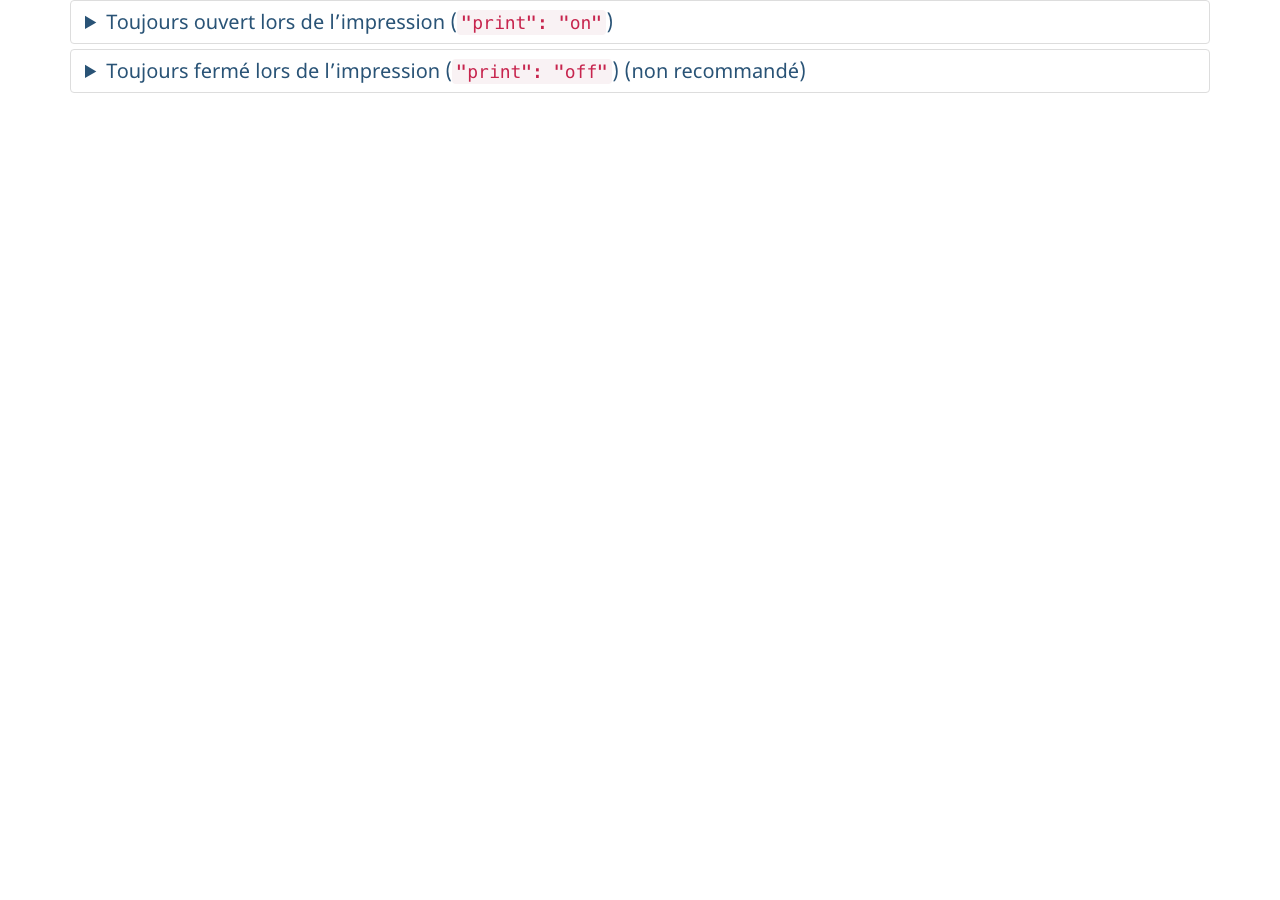 Toujours ouvert lors de l’impression ("print": "on")
Toujours fermé lors de l’impression ("print": "off") (non recommandé)